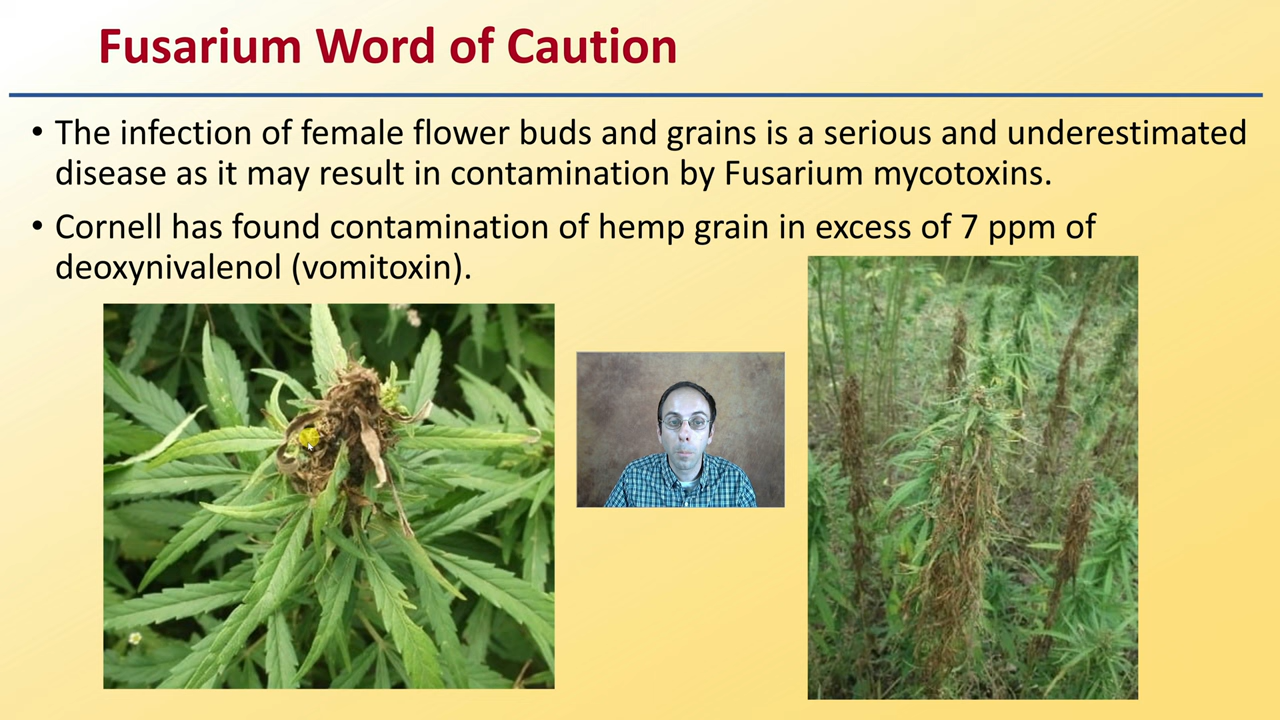 Fusarium Word of Caution
• The infection of female flower buds and grains is a serious and underestimated
disease as it may result in contamination by Fusarium mycotoxins.
• Cornell has found contamination of hemp grain in excess of 7 ppm of
deoxynivalenol (vomitoxin).